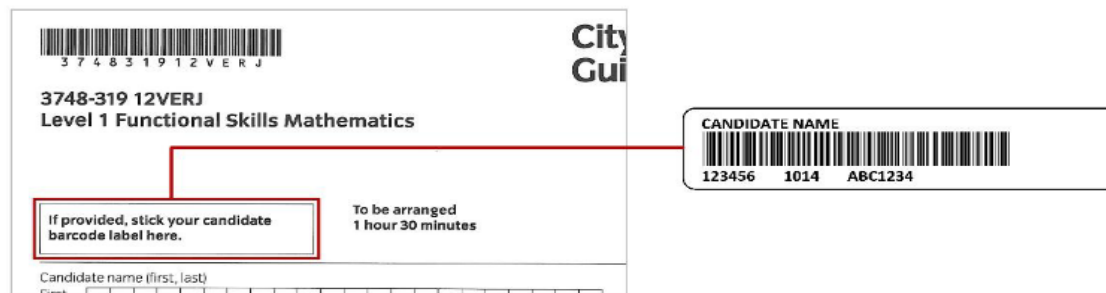 City
Gui
3 7 4 8 3 1 9 1 2 V E R J
3748-319 12VERJ
Level 1 Functional Skills Mathematics
If provided, stick your candidate
barcode label here.
To be arranged
1 hour 30 minutes
Candidate name (first, last)
First
CANDIDATE NAME
123456 1014 ABC1234